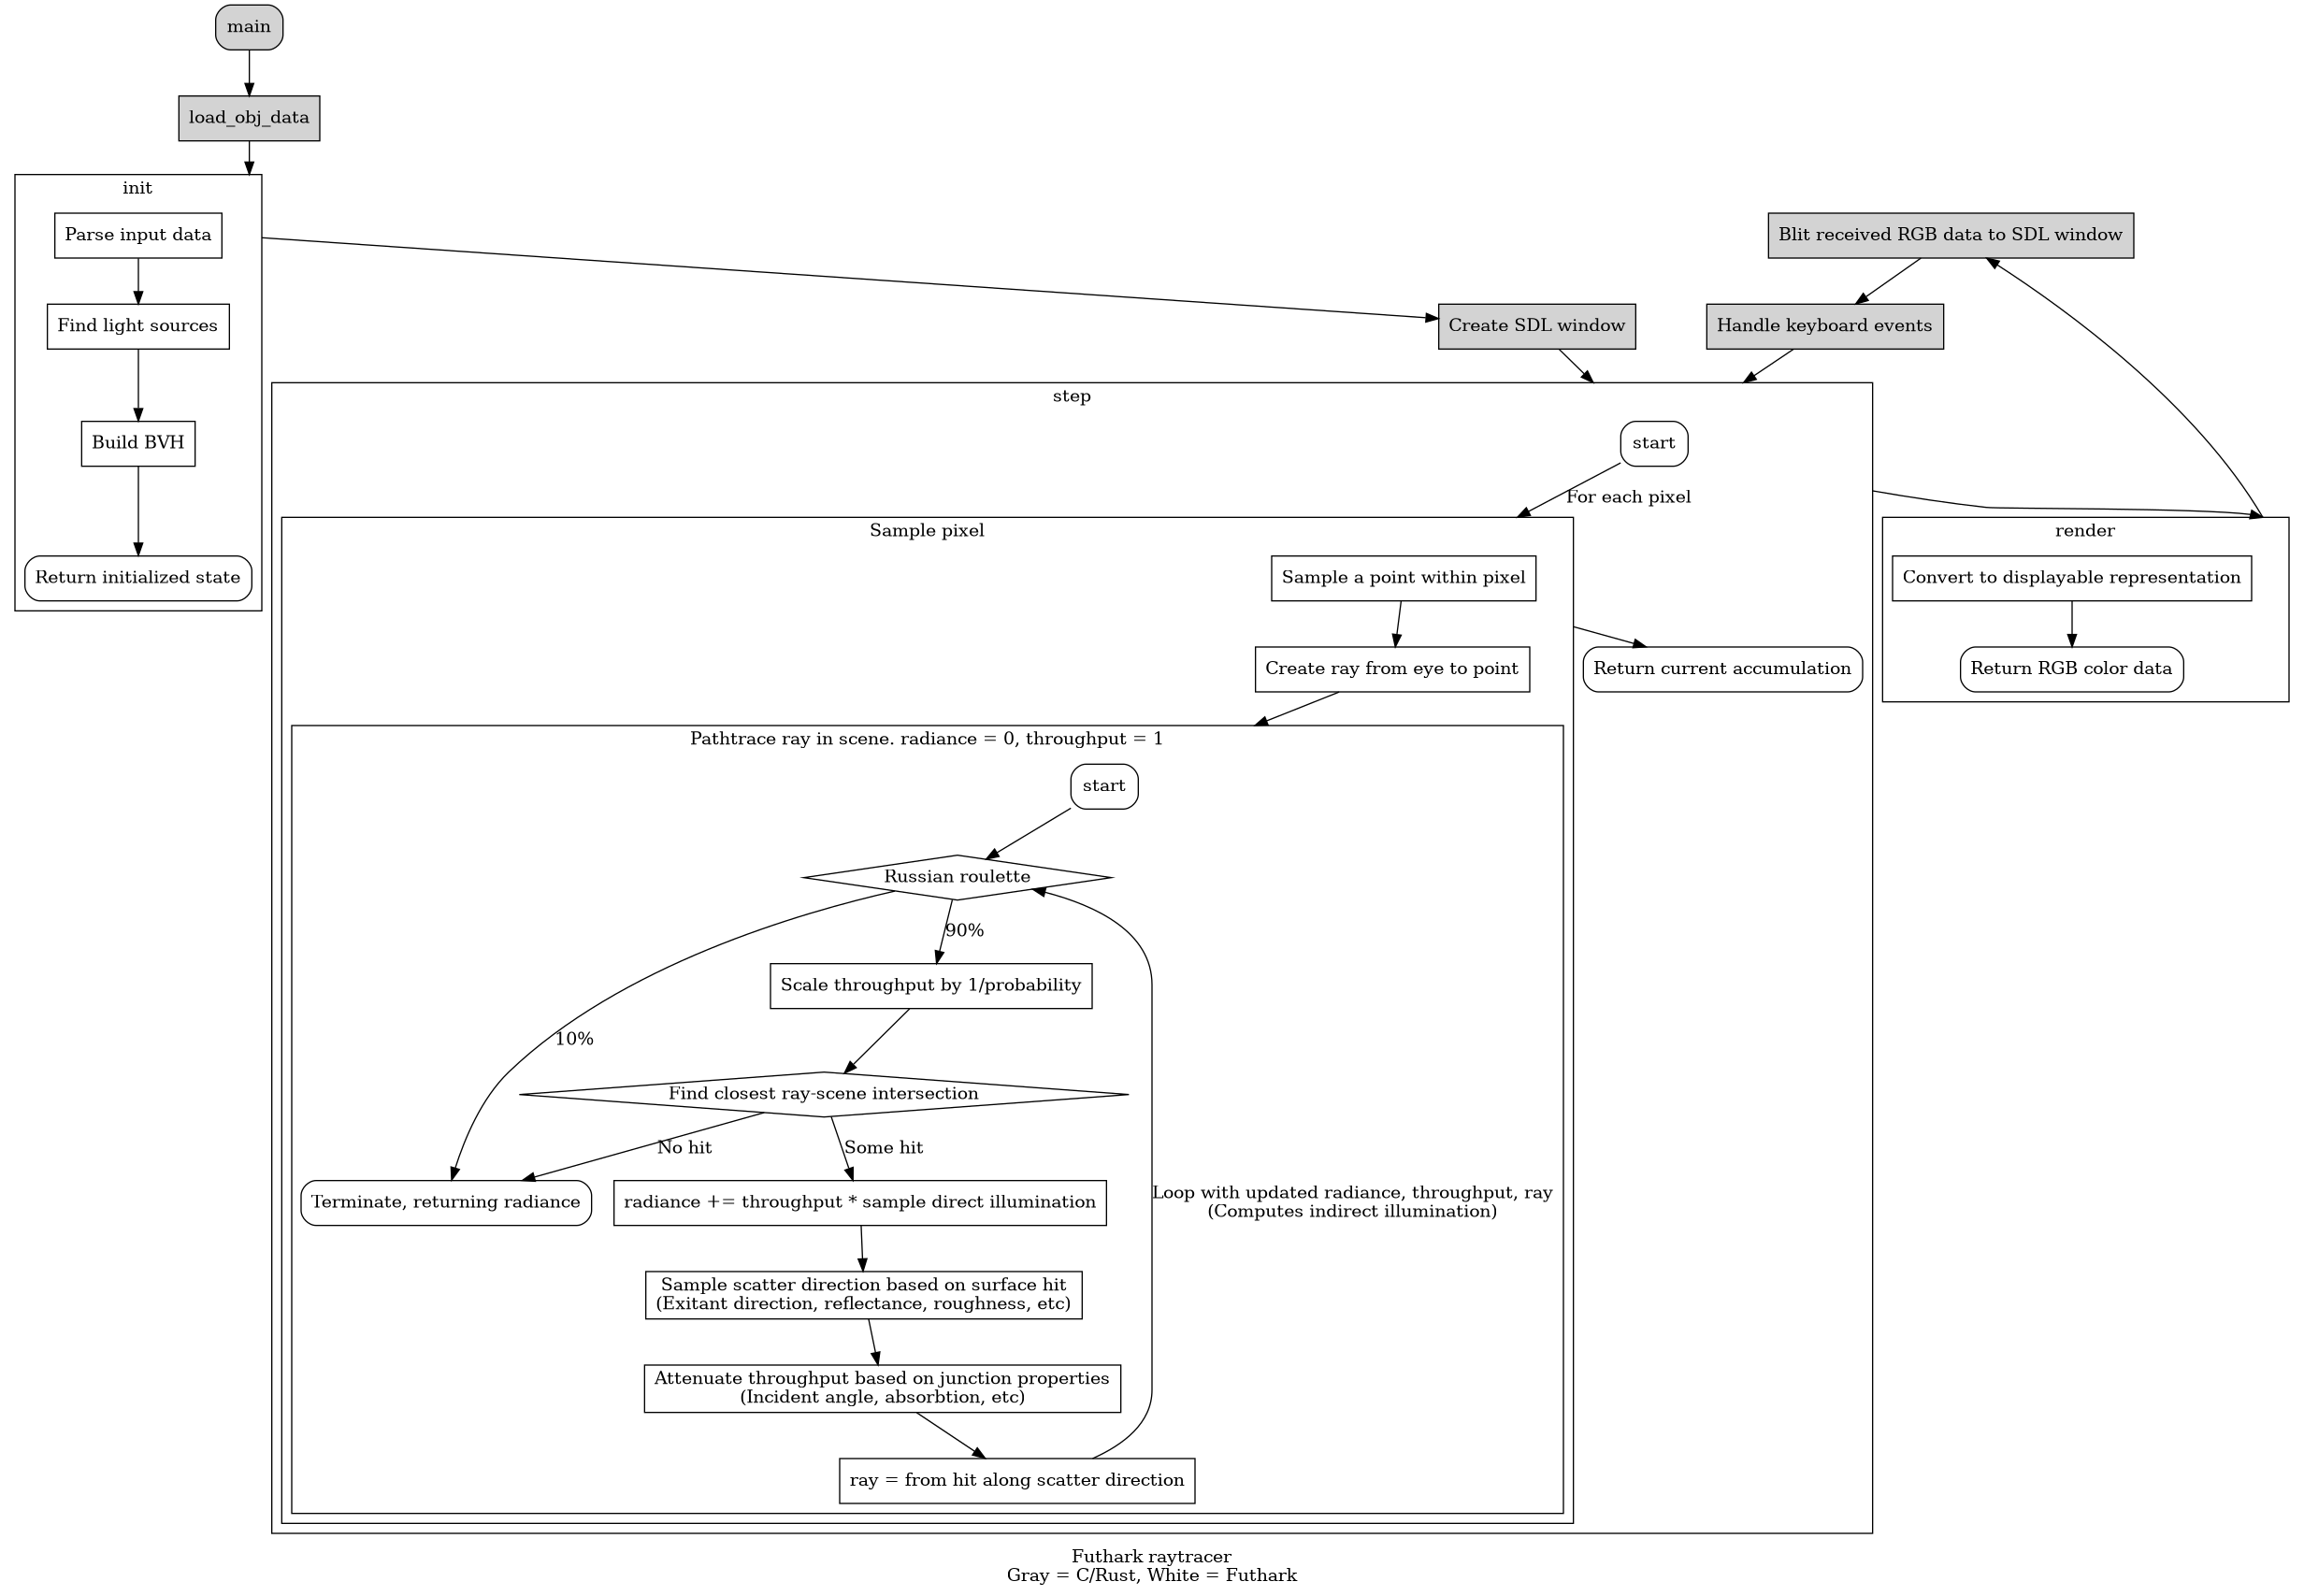 main
load_obj_data
init
Parse input data
Find light sources
Build BVH
Return initialized state
Create SDL window
Blit received RGB data to SDL window
Handle keyboard events
step
start
For each pixel
Sample pixel
Sample a point within pixel
Create ray from eye to point
Return current accumulation
render
Convert to displayable representation
Return RGB color data
Pathtrace ray in scene. radiance = 0, throughput = 1
start
Russian roulette
90%
10%
Scale throughput by 1/probability
Find closest ray-scene intersection
No hit
Some hit
Terminate, returning radiance
radiance += throughput * sample direct illumination
Loop with updated radiance, throughput, ray
(Computes indirect illumination)
Sample scatter direction based on surface hit
(Exitant direction, reflectance, roughness, etc)
Attenuate throughput based on junction properties
(Incident angle, absorbtion, etc)
ray = from hit along scatter direction
Futhark raytracer
Gray = C/Rust, White = Futhark